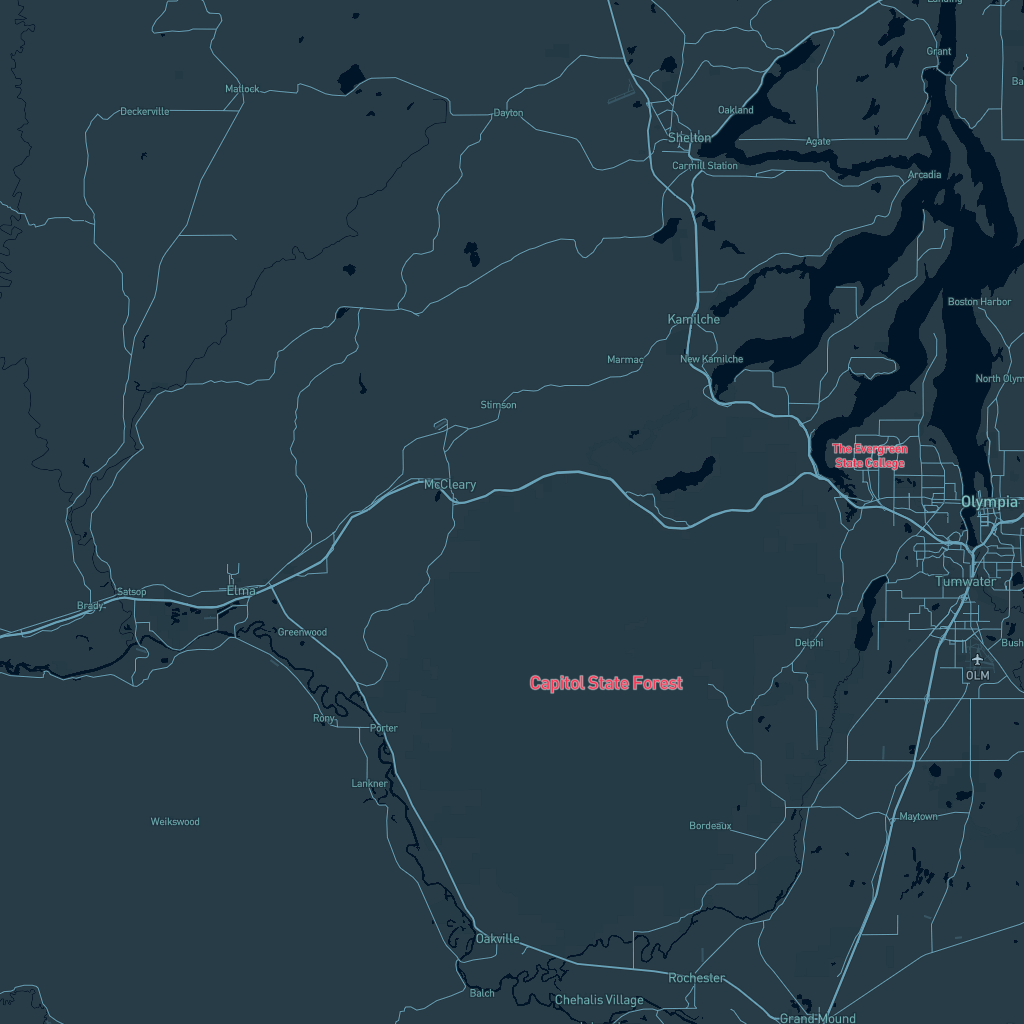 Landing
Grant
Matlock
Deckerville
Dayton
Oakland
Shelton
Agate
Carmill Station
Arcadia
Boston Harbor
Kamilche
Marmac
New Kamilche
North Olym
Stimson
The Evergreen
State College
McCleary
Olympia
Tumwater
Elma
Satsop
Brady
Greenwood
Delphi
Bush
OLM
Capitol State Forest
Rony
Porter
Lankner
Weikswood
Bordeaux
Maytown
Oakville
Rochester
Balch
Chehalis Village
Grand Mound